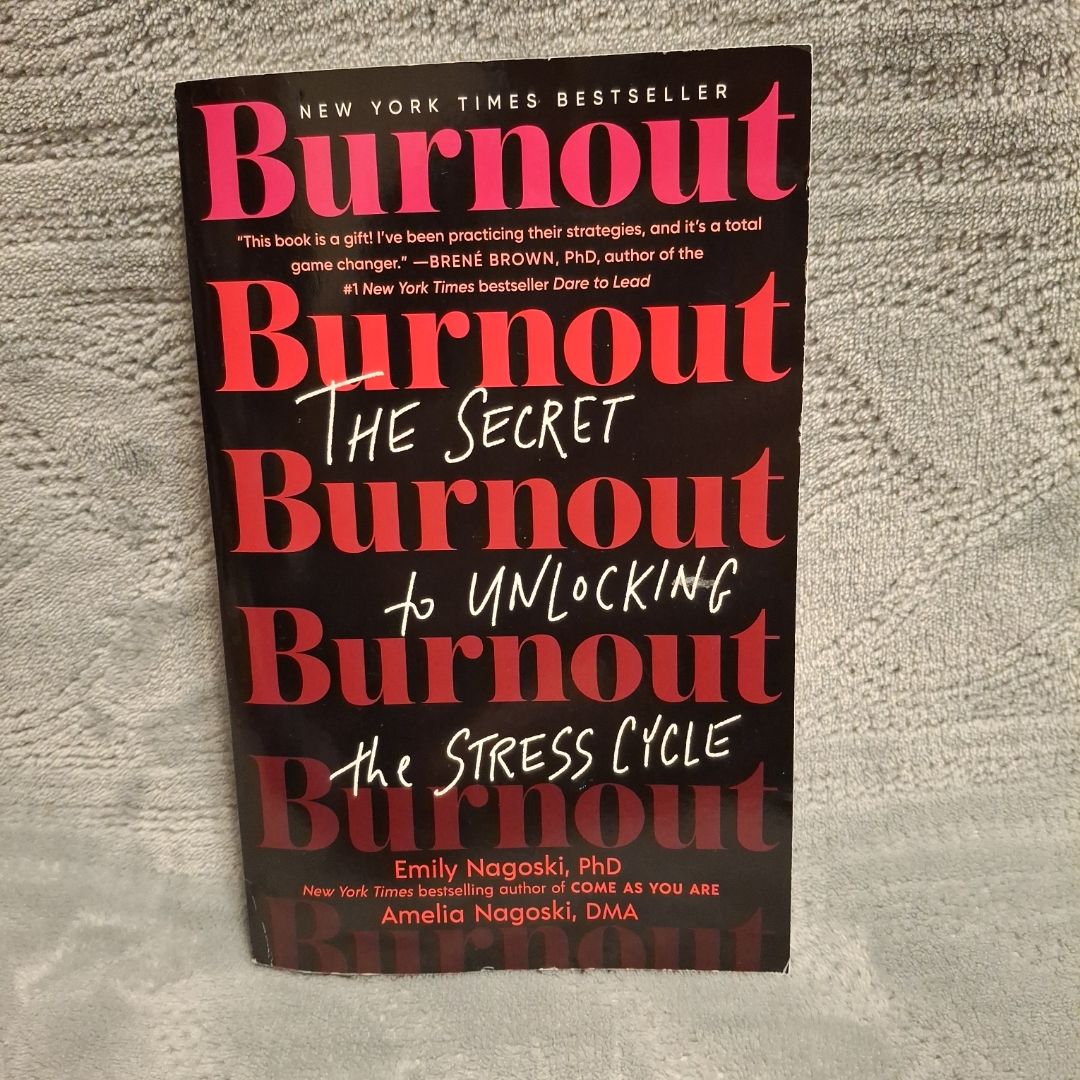 NEW YORK TIMES BESTSELLER
Burnout
“This book is a gift! I’ve been practicing their strategies, and it’s a total
game changer.” —BRENÉ BROWN, PhD, author of the
#1 New York Times bestseller Dare to Lead
Burnout
THE SECRET
Burnout
to UNLOCKING
Burnout
the STRESS CYCLE
Burnout
Emily Nagoski, PhD
New York Times bestselling author of COME AS YOU ARE
Amelia Nagoski, DMA
Burnout